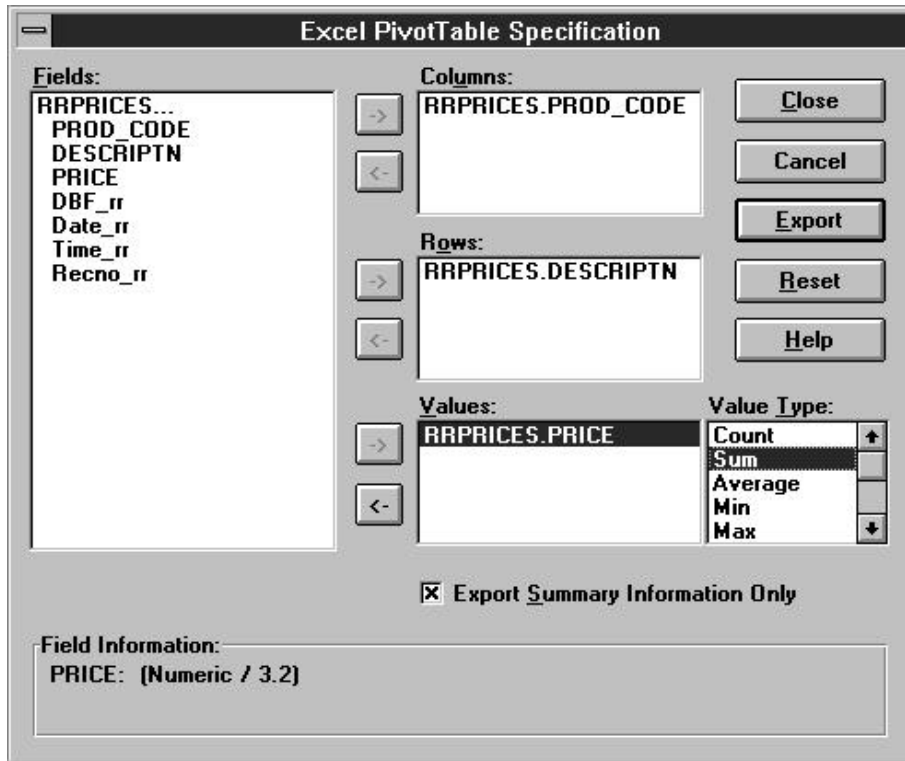 Excel PivotTable Specification
Fields:
RRPRICES...
PROD_CODE
DESCRIPTN
PRICE
DBF_rr
Date_rr
Time_rr
Recno_rr
->
<-
->
<-
->
<-
Columns:
RRPRICES.PROD_CODE
Rows:
RRPRICES.DESCRIPTN
Values:
RRPRICES.PRICE
Value Type:
Count
Sum
Average
Min
Max
Close
Cancel
Export
Reset
Help
Export Summary Information Only
Field Information:
PRICE: (Numeric / 3.2)